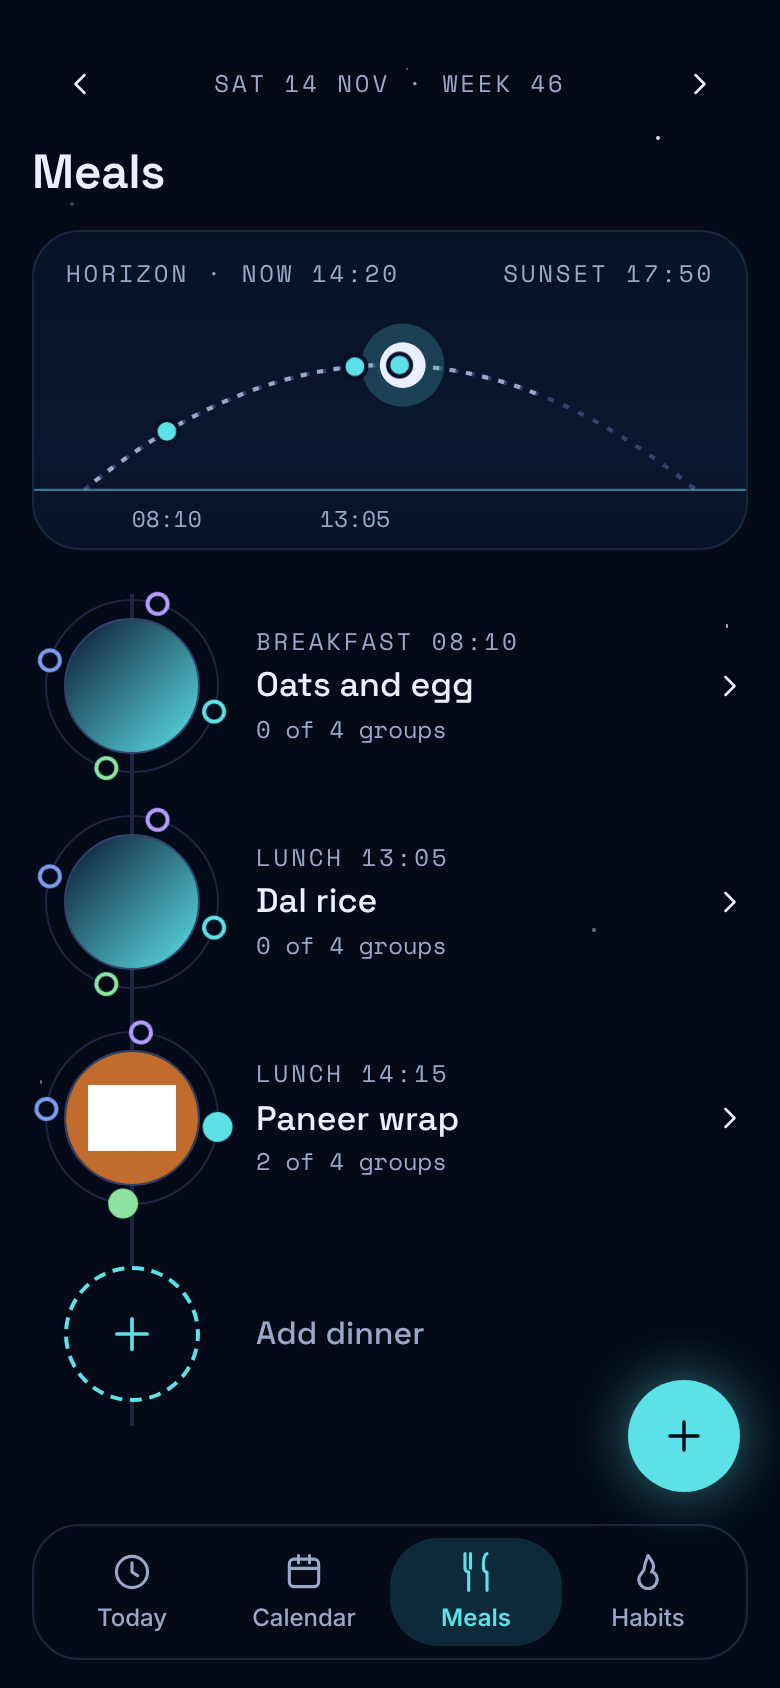 SAT 14 NOV · WEEK 46
Meals
HORIZON · NOW 14:20
SUNSET 17:50
08:10
13:05
BREAKFAST 08:10
Oats and egg
0 of 4 groups
LUNCH 13:05
Dal rice
0 of 4 groups
LUNCH 14:15
Paneer wrap
2 of 4 groups
Add dinner
Today
Calendar
Meals
Habits